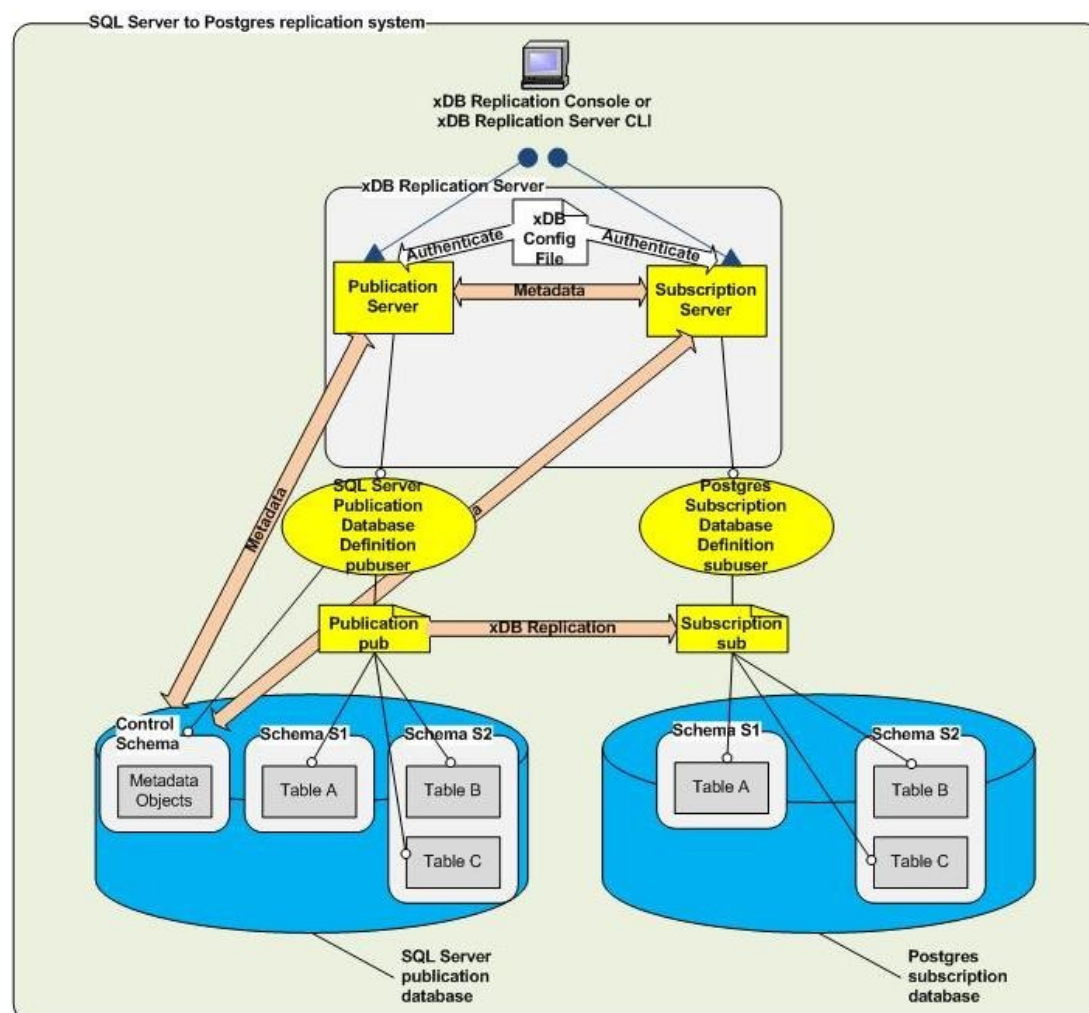 SQL Server to Postgres replication system
xDB Replication Console or
xDB Replication Server CLI
xDB Replication Server
xDB
Config
File
Authenticate
Authenticate
Publication
Server
Metadata
Subscription
Server
Metadata
SQL Server
Publication
Database
Definition
pubuser
a
Postgres
Subscription
Database
Definition
subuser
Publication
pub
xDB Replication
Subscription
sub
Control
Schema
Metadata
Objects
Schema S1
Table A
Schema S2
Table B
Table C
Schema S1
Table A
Schema S2
Table B
Table C
SQL Server
publication
database
Postgres
subscription
database